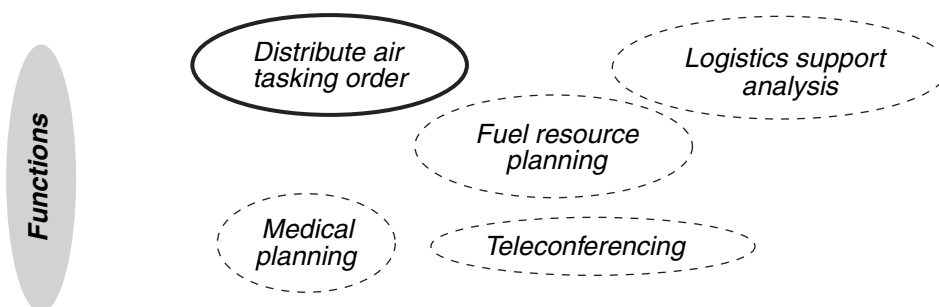 Functions
Distribute air
tasking order
Logistics support
analysis
Fuel resource
planning
Medical
planning
Teleconferencing